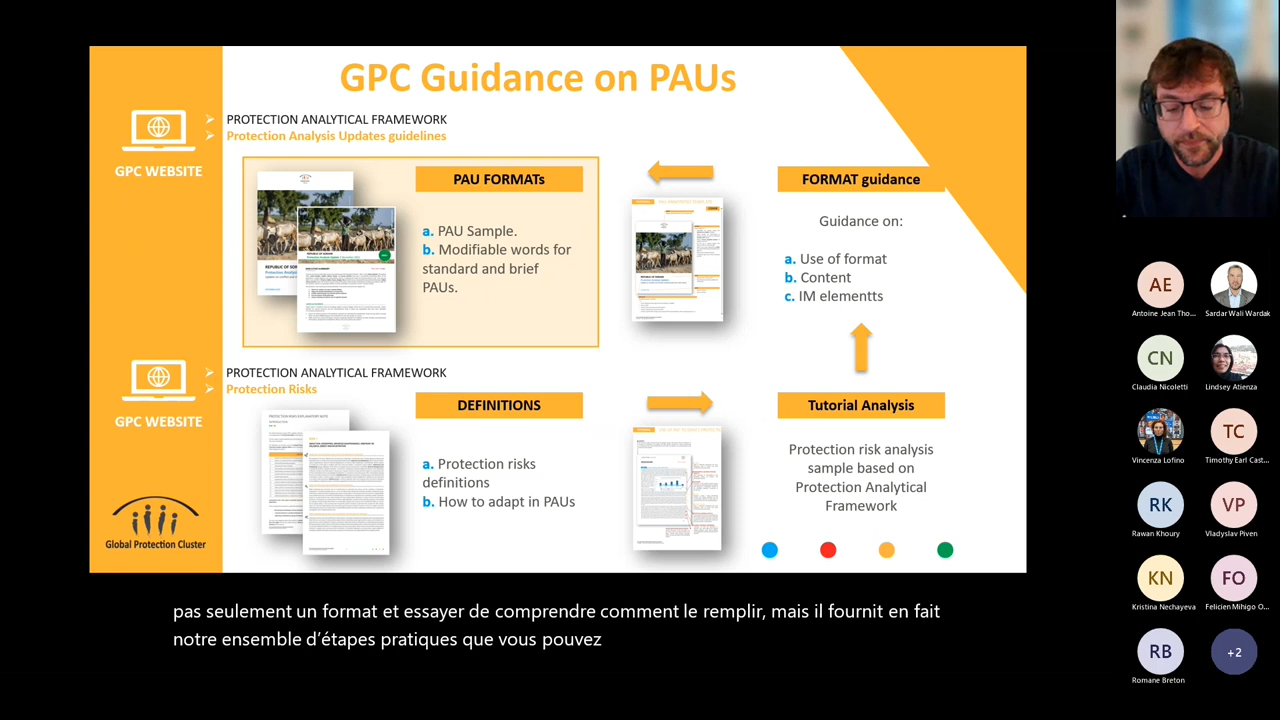 GPC Guidance on PAUs
PROTECTION ANALYTICAL FRAMEWORK
Protection Analysis Updates guidelines
GPC WEBSITE
PAU FORMATs
a. PAU Sample.
b. Modifiable words for
standard and brief
PAUs.
FORMAT guidance
Guidance on:
a. Use of format
b. Content
c. IM elementts
PROTECTION ANALYTICAL FRAMEWORK
Protection Risks
GPC WEBSITE
DEFINITIONS
a. Protection risks
definitions
b. How to adapt in PAUs
Tutorial Analysis
Protection risk analysis
sample based on
Protection Analytical
Framework
Global Protection Cluster
pas seulement un format et essayer de comprendre comment le remplir, mais il fournit en fait
notre ensemble d'étapes pratiques que vous pouvez
AE
Antoine Jean Tho...
Sardar Wali Wardak
CN
Claudia Nicoletti
Lindsey Atienza
Vincenza Lofino
TC
Timothy Earl Cast...
RK
Rawan Khoury
VP
Vladyslav Piven
KN
Kristina Nechayeva
FO
Felicien Mihigo O...
RB
Romane Breton
+2